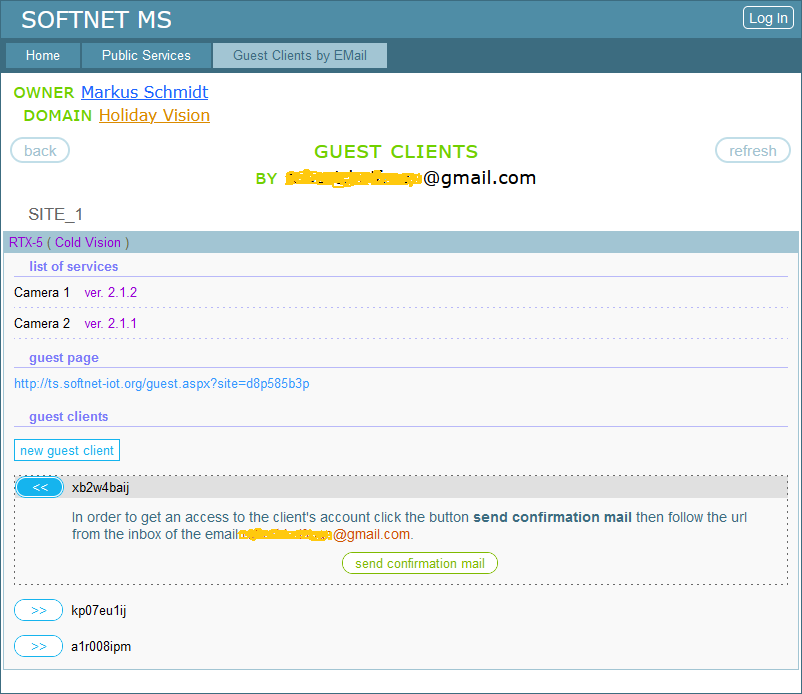 SOFTNET MS
Log In
Home
Public Services
Guest Clients by EMail
OWNER Markus Schmidt
DOMAIN Holiday Vision
back
GUEST CLIENTS
refresh
BY @gmail.com
SITE_1
RTX-5 ( Cold Vision )
list of services
Camera 1 ver. 2.1.2
Camera 2 ver. 2.1.1
guest page
http://ts.softnet-iot.org/guest.aspx?site=d8p585b3p
guest clients
new guest client
<< xb2w4baij
In order to get an access to the client's account click the button send confirmation mail then follow the url
from the inbox of the email @gmail.com.
send confirmation mail
>> kp07eu1ij
>> a1r008ipm